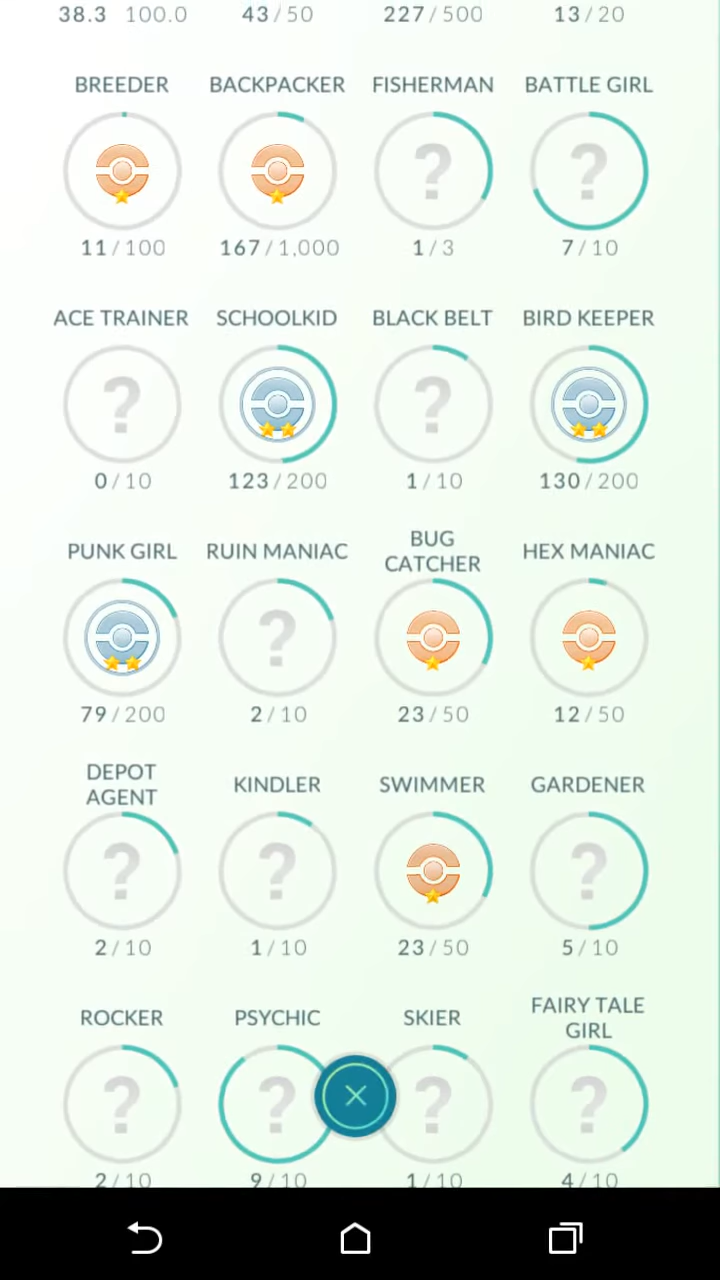 38.3 100.0 43/50 227/500 13/20
BREEDER BACKPACKER FISHERMAN BATTLE GIRL
? ?
11/100 167/1,000 1/3 7/10
ACE TRAINER SCHOOLKID BLACK BELT BIRD KEEPER
? ?
0/10 123/200 1/10 130/200
PUNK GIRL RUIN MANIAC BUG CATCHER HEX MANIAC
?
79/200 2/10 23/50 12/50
DEPOT AGENT KINDLER SWIMMER GARDENER
? ? ?
2/10 1/10 23/50 5/10
ROCKER PSYCHIC SKIER FAIRY TALE GIRL
? ? ? ?
2/10 9/10 1/10 4/10